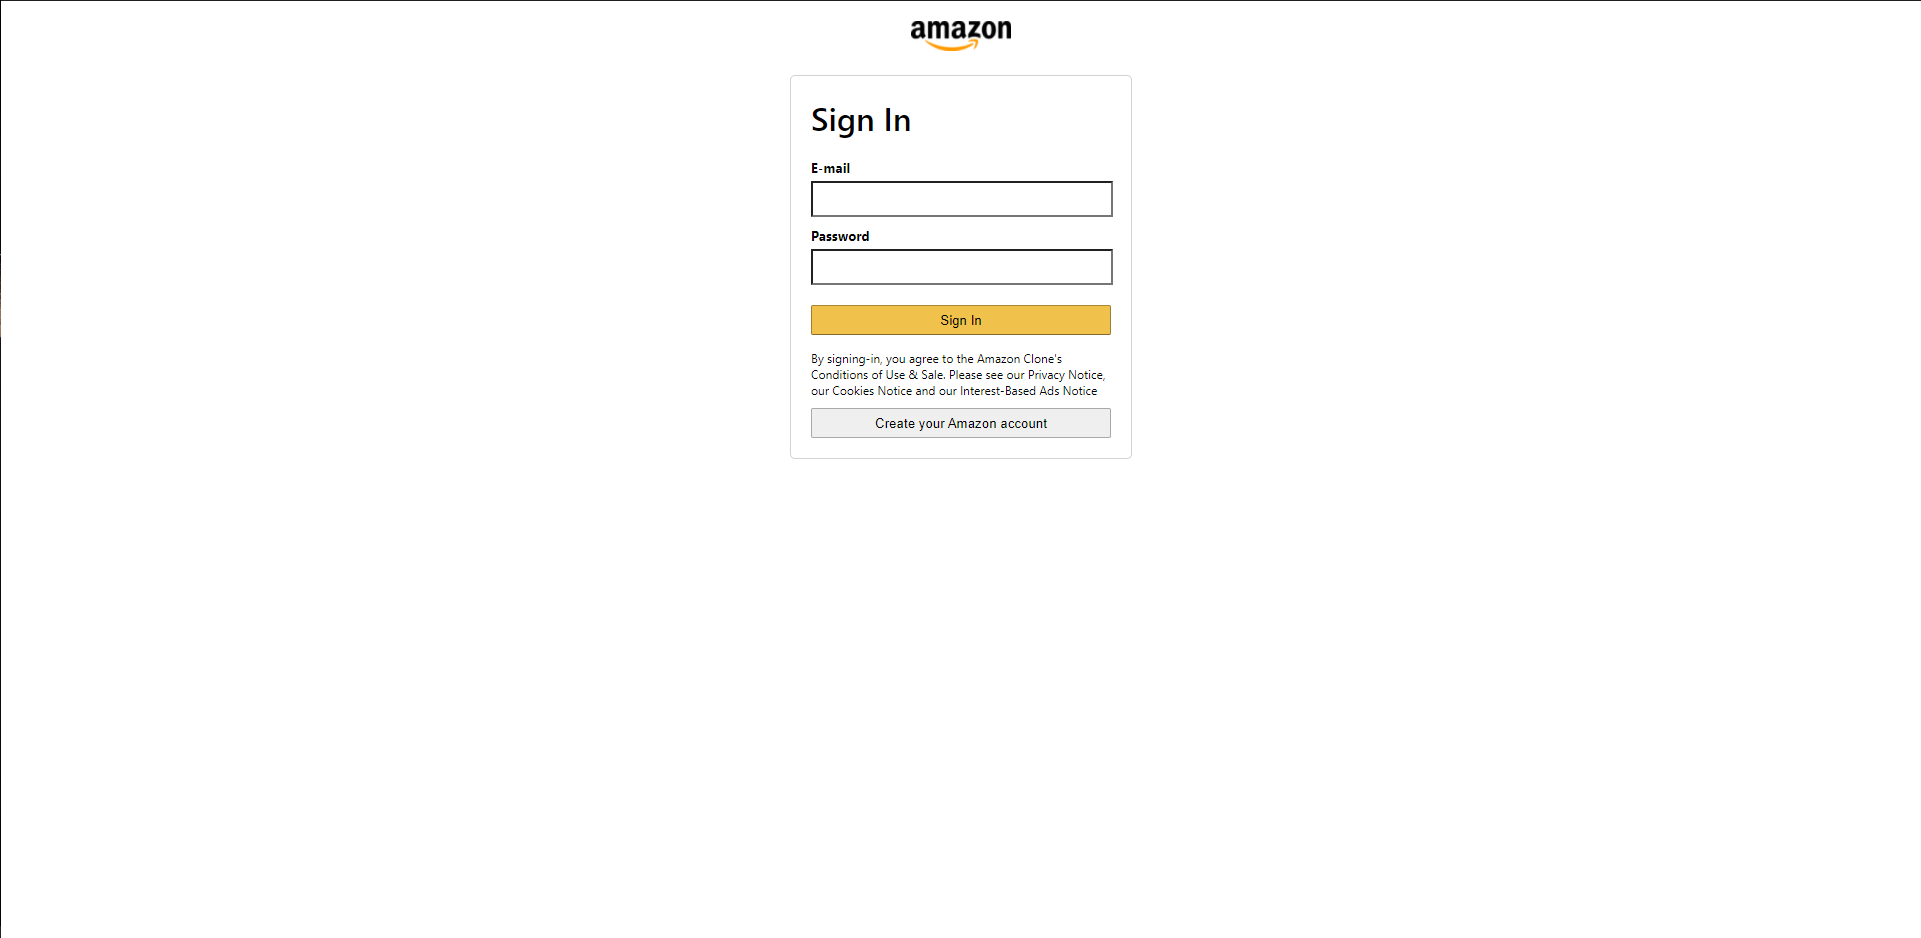 amazon
Sign In
E-mail
Password
Sign In
By signing-in, you agree to the Amazon Clone's
Conditions of Use & Sale. Please see our Privacy Notice,
our Cookies Notice and our Interest-Based Ads Notice
Create your Amazon account